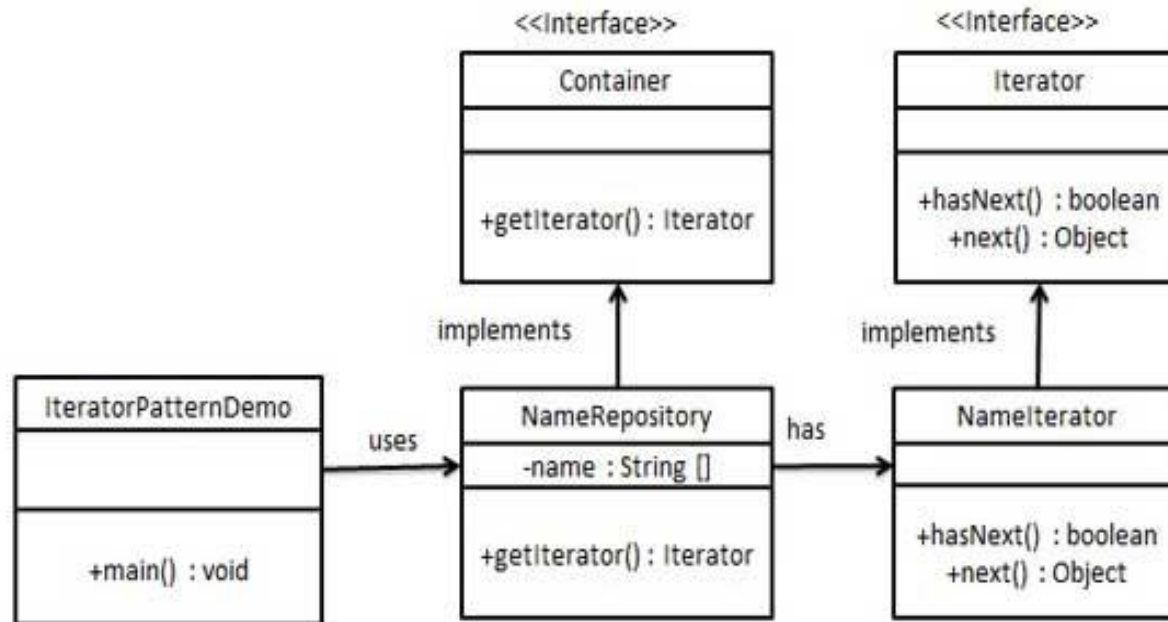 <<Interface>>
<<Interface>>
Container
Iterator
+getIterator() : Iterator
+hasNext() : boolean
+next() : Object
implements
implements
IteratorPatternDemo
+main() : void
uses
NameRepository
-name : String []
+getIterator() : Iterator
has
NameIterator
+hasNext() : boolean
+next() : Object